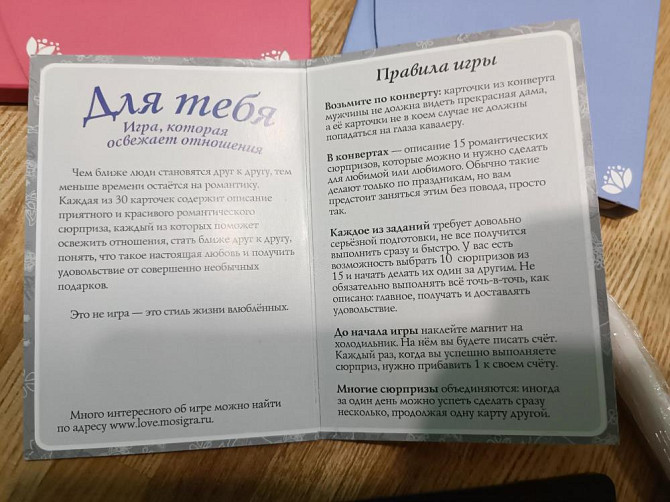 Для тебя
Игра, которая
освежает отношения
Чем ближе люди становятся друг к другу, тем
меньше времени остаётся на романтику.
Каждая из 30 карточек содержит описание
приятного и красивого романтического
сюрприза, каждый из которых поможет
освежить отношения, стать ближе друг к другу,
понять, что такое настоящая любовь и получить
удовольствие от совершенно необычных
подарков.
Это не игра — это стиль жизни влюблённых.
Много интересного об игре можно найти
по адресу www.love.mosigra.ru.
Правила игры
Возьмите по конверту: карточки из конверта
мужчины не должна видеть прекрасная дама,
а её карточки не в коем случае не должны
попадаться на глаза кавалеру.
В конвертах — описание 15 романтических
сюрпризов, которые можно и нужно сделать
для любимой или любимого. Обычно такие
делают только по праздникам, но вам
предстоит заняться этим без повода, просто
так.
Каждое из заданий требует довольно
серьёзной подготовки, не все получится
выполнить сразу и быстро. У вас есть
возможность выбрать 10 сюрпризов из
15 и начать делать их один за другим. Не
обязательно выполнять всё точь-в-точь, как
описано: главное, получать и доставлять
удовольствие.
До начала игры наклейте магнит на
холодильник. На нём вы будете писать счёт.
Каждый раз, когда вы успешно выполняете
сюрприз, нужно прибавить 1 к своем счёту.
Многие сюрпризы объединяются: иногда
за один день можно успеть сделать сразу
несколько, продолжая одну карту другой.